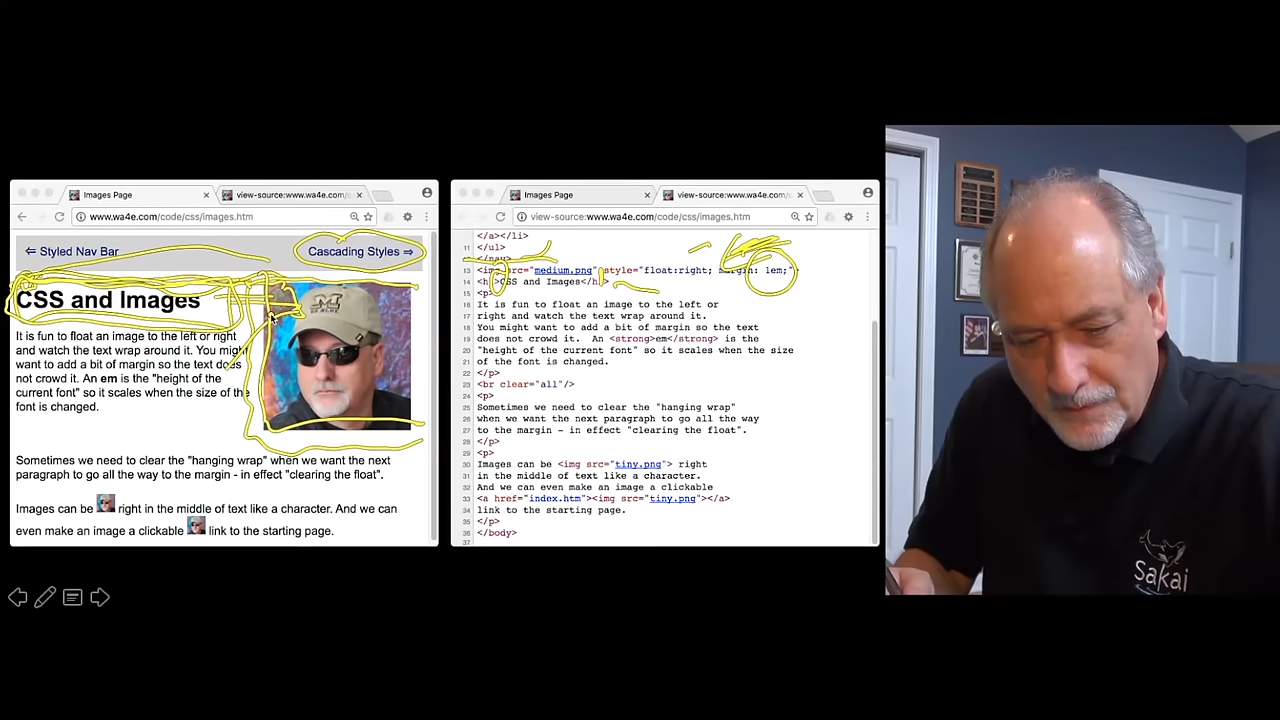 Images Page
view-source:www.wa4e.com/
www.wa4e.com/code/css/images.htm
⇐ Styled Nav Bar
Cascading Styles ⇒
CSS and Images
It is fun to float an image to the left or right
and watch the text wrap around it. You might
want to add a bit of margin so the text does
not crowd it. An em is the "height of the
current font" so it scales when the size of the
font is changed.
Sometimes we need to clear the "hanging wrap" when we want the next
paragraph to go all the way to the margin - in effect "clearing the float".
Images can be right in the middle of text like a character. And we can
even make an image a clickable link to the starting page.
Images Page
view-source:www.wa4e.com/
view-source:www.wa4e.com/code/css/images.htm
</a></li>
11 </ul>
</nav>
13 <img src="medium.png" style="float:right; margin: 1em;">
14 <h1>CSS and Images</h1>
15 <p>
16 It is fun to float an image to the left or
17 right and watch the text wrap around it.
18 You might want to add a bit of margin so the text
19 does not crowd it. An <strong>em</strong> is the
20 "height of the current font" so it scales when the size
21 of the font is changed.
22 </p>
23 <br clear="all"/>
24 <p>
25 Sometimes we need to clear the "hanging wrap"
26 when we want the next paragraph to go all the way
27 to the margin - in effect "clearing the float".
28 </p>
29 <p>
30 Images can be <img src="tiny.png"> right
31 in the middle of text like a character.
32 And we can even make an image a clickable
33 <a href="index.htm"><img src="tiny.png"></a>
34 link to the starting page.
35 </p>
36 </body>
37
Sakai